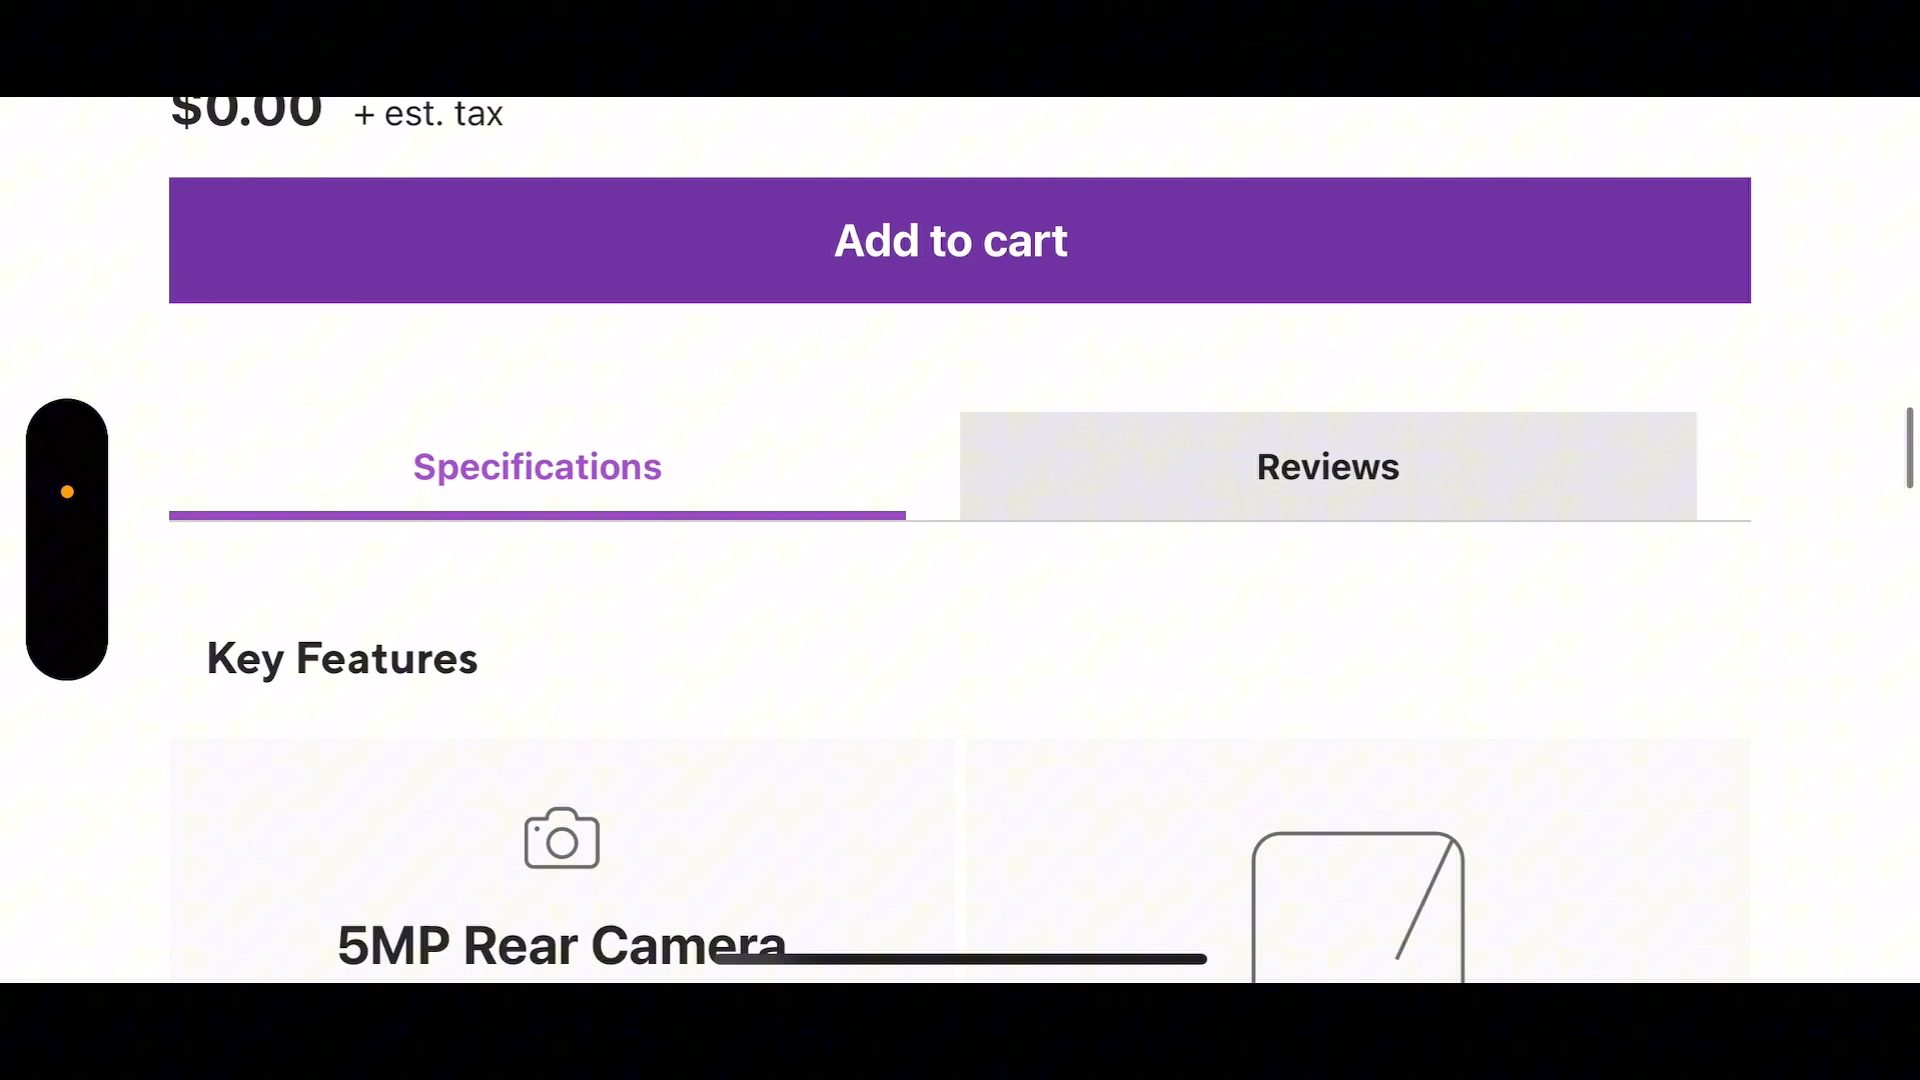 $0.00 + est. tax
Add to cart
Specifications
Reviews
Key Features
5MP Rear Camera